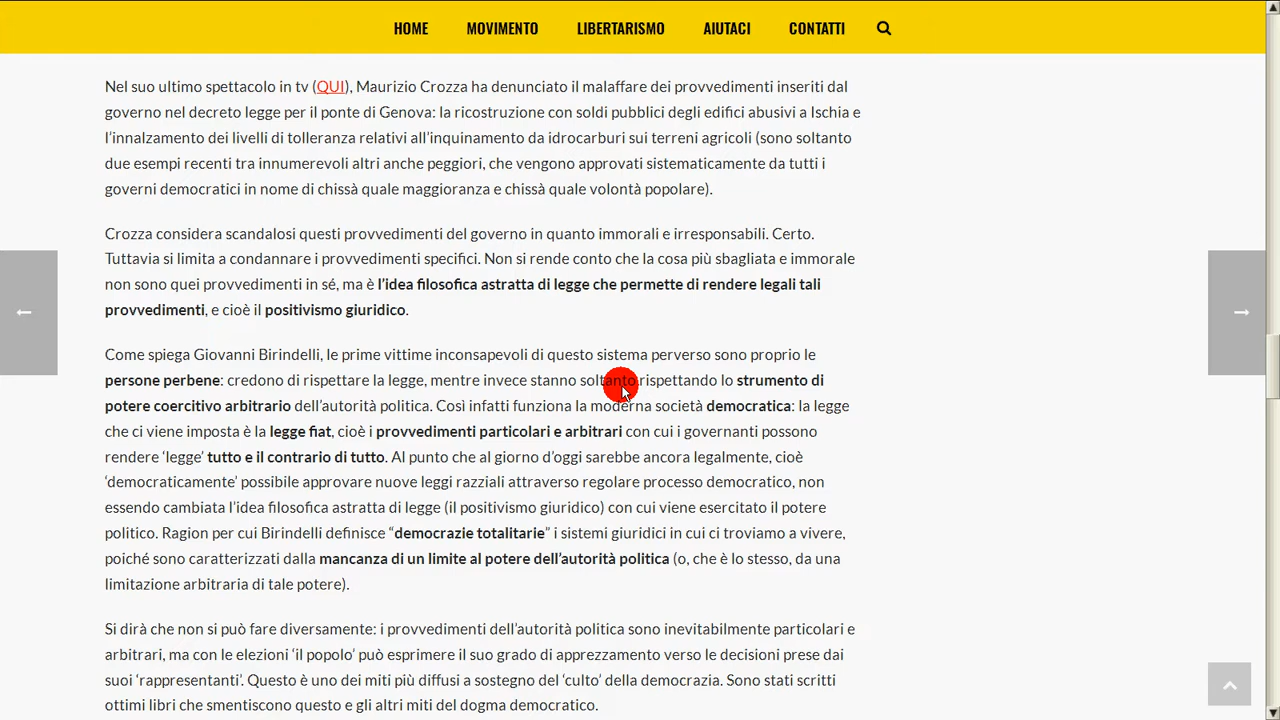 HOME MOVIMENTO LIBERTARISMO AIUTACI CONTATTI
Nel suo ultimo spettacolo in tv (QUI), Maurizio Crozza ha denunciato il malaffare dei provvedimenti inseriti dal
governo nel decreto legge per il ponte di Genova: la ricostruzione con soldi pubblici degli edifici abusivi a Ischia e
l’innalzamento dei livelli di tolleranza relativi all’inquinamento da idrocarburi sui terreni agricoli (sono soltanto
due esempi recenti tra innumerevoli altri anche peggiori, che vengono approvati sistematicamente da tutti i
governi democratici in nome di chissà quale maggioranza e chissà quale volontà popolare).
Crozza considera scandalosi questi provvedimenti del governo in quanto immorali e irresponsabili. Certo.
Tuttavia si limita a condannare i provvedimenti specifici. Non si rende conto che la cosa più sbagliata e immorale
non sono quei provvedimenti in sé, ma è l’idea filosofica astratta di legge che permette di rendere legali tali
provvedimenti, e cioè il positivismo giuridico.
Come spiega Giovanni Birindelli, le prime vittime inconsapevoli di questo sistema perverso sono proprio le
persone perbene: credono di rispettare la legge, mentre invece stanno soltanto rispettando lo strumento di
potere coercitivo arbitrario dell’autorità politica. Così infatti funziona la moderna società democratica: la legge
che ci viene imposta è la legge fiat, cioè i provvedimenti particolari e arbitrari con cui i governanti possono
rendere ‘legge’ tutto e il contrario di tutto. Al punto che al giorno d’oggi sarebbe ancora legalmente, cioè
‘democraticamente’ possibile approvare nuove leggi razziali attraverso regolare processo democratico, non
essendo cambiata l’idea filosofica astratta di legge (il positivismo giuridico) con cui viene esercitato il potere
politico. Ragion per cui Birindelli definisce “democrazie totalitarie” i sistemi giuridici in cui ci troviamo a vivere,
poiché sono caratterizzati dalla mancanza di un limite al potere dell’autorità politica (o, che è lo stesso, da una
limitazione arbitraria di tale potere).
Si dirà che non si può fare diversamente: i provvedimenti dell’autorità politica sono inevitabilmente particolari e
arbitrari, ma con le elezioni ‘il popolo’ può esprimere il suo grado di apprezzamento verso le decisioni prese dai
suoi ‘rappresentanti’. Questo è uno dei miti più diffusi a sostegno del ‘culto’ della democrazia. Sono stati scritti
ottimi libri che smentiscono questo e gli altri miti del dogma democratico.